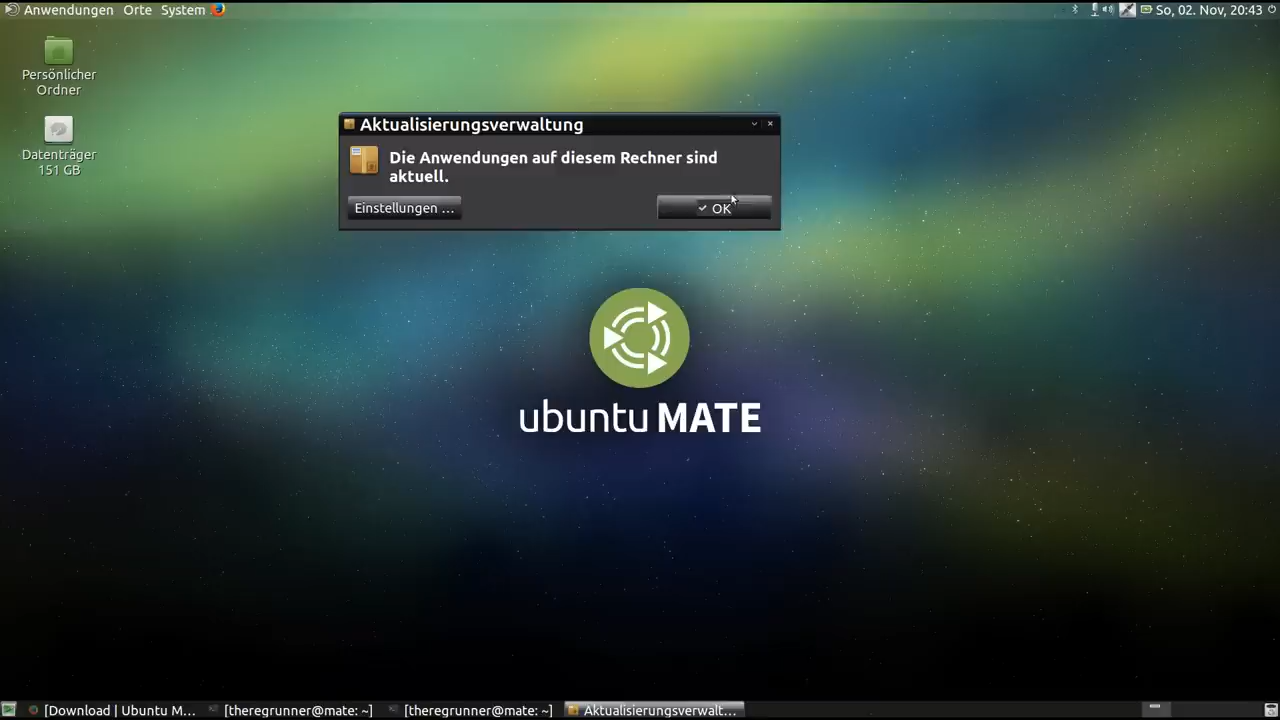 Anwendungen Orte System So, 02. Nov, 20:43
Persönlicher
Ordner
Datenträger
151 GB
Aktualisierungsverwaltung
Die Anwendungen auf diesem Rechner sind
aktuell.
Einstellungen ... OK
ubuntu MATE
[Download | Ubuntu M... [theregrunner@mate: ~] [theregrunner@mate: ~] Aktualisierungsverwalt...